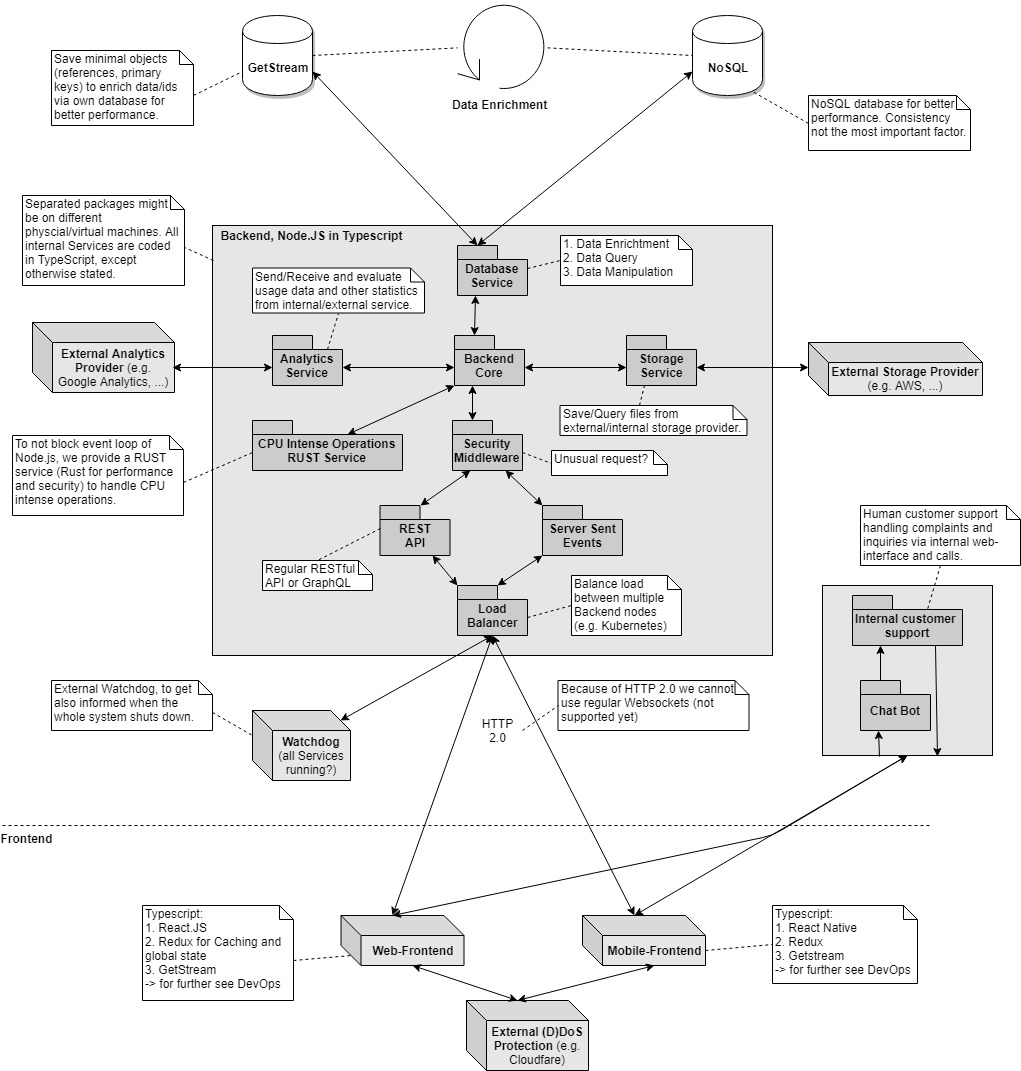 Save minimal objects
(references, primary
keys) to enrich data/ids
via own database for
better performance.
GetStream
Data Enrichment
NoSQL
NoSQL database for better
performance. Consistency
not the most important factor.
Separated packages might
be on different
physcial/virtual machines. All
internal Services are coded
in TypeScript, except
otherwise stated.
Backend, Node.JS in Typescript
Database
Service
1. Data Enrichtment
2. Data Query
3. Data Manipulation
Send/Receive and evaluate
usage data and other statistics
from internal/external service.
External Analytics
Provider (e.g.
Google Analytics, ...)
Analytics
Service
Backend
Core
Storage
Service
External Storage Provider
(e.g. AWS, ...)
Save/Query files from
external/internal storage provider.
To not block event loop of
Node.js, we provide a RUST
service (Rust for performance
and security) to handle CPU
intense operations.
CPU Intense Operations
RUST Service
Security
Middleware
Unusual request?
REST
API
Server Sent
Events
Regular RESTful
API or GraphQL
Load
Balancer
Balance load
between multiple
Backend nodes
(e.g. Kubernetes)
Human customer support
handling complaints and
inquiries via internal web-
interface and calls.
Internal customer
support
Chat Bot
External Watchdog, to get
also informed when the
whole system shuts down.
Watchdog
(all Services
running?)
HTTP
2.0
Because of HTTP 2.0 we cannot
use regular Websockets (not
supported yet)
Frontend
Typescript:
1. React.JS
2. Redux for Caching and
global state
3. GetStream
-> for further see DevOps
Web-Frontend
Mobile-Frontend
Typescript:
1. React Native
2. Redux
3. Getstream
-> for further see DevOps
External (D)DoS
Protection (e.g.
Cloudfare)